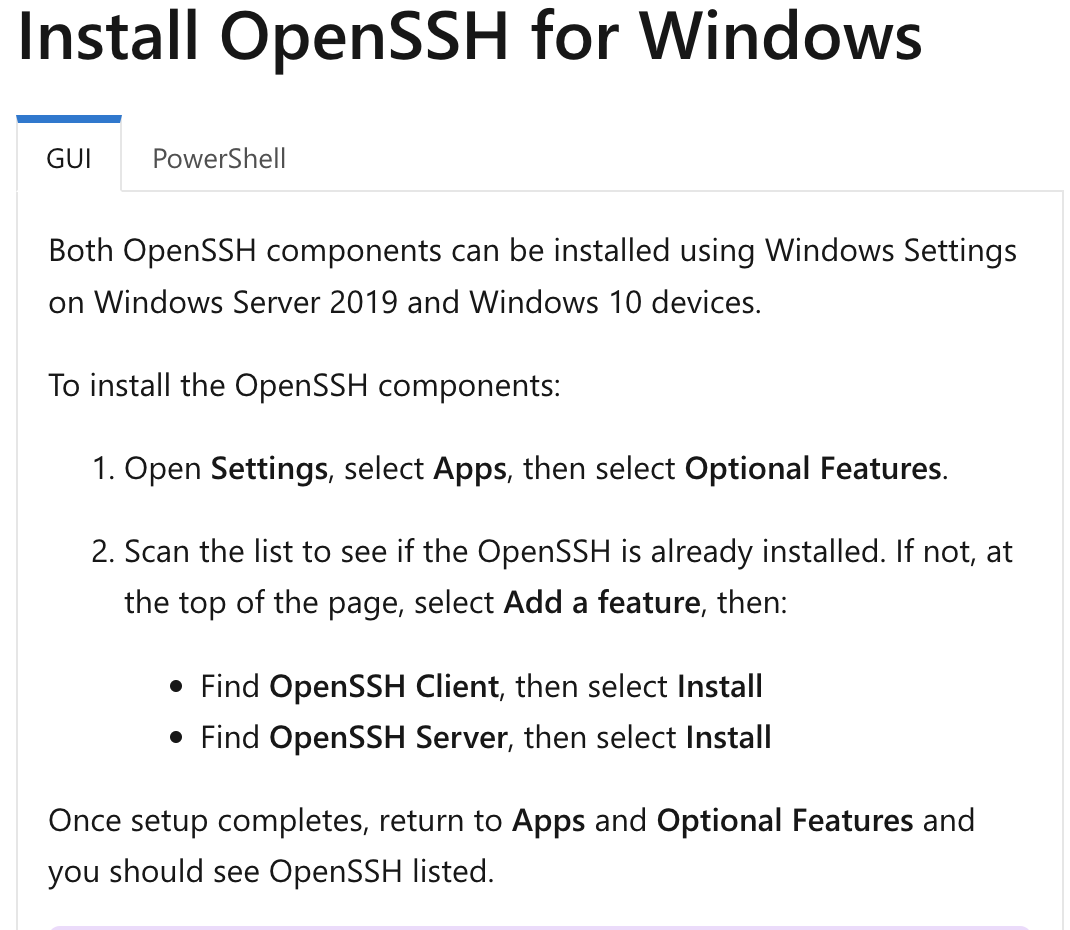 Install OpenSSH for Windows
GUI
PowerShell
Both OpenSSH components can be installed using Windows Settings
on Windows Server 2019 and Windows 10 devices.
To install the OpenSSH components:
1. Open Settings, select Apps, then select Optional Features.
2. Scan the list to see if the OpenSSH is already installed. If not, at
the top of the page, select Add a feature, then:
• Find OpenSSH Client, then select Install
• Find OpenSSH Server, then select Install
Once setup completes, return to Apps and Optional Features and
you should see OpenSSH listed.